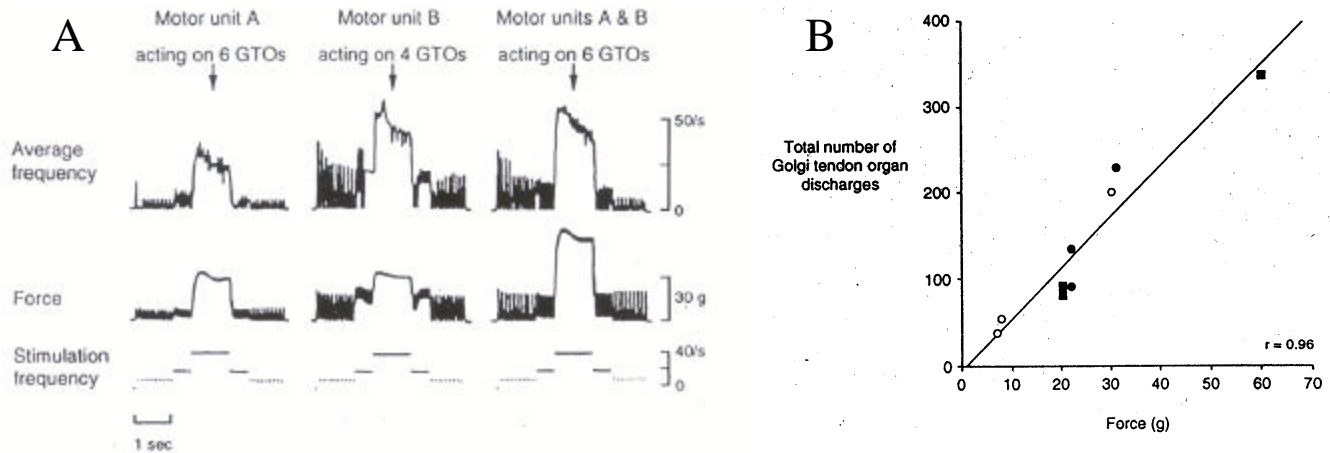 A
Motor unit A
acting on 6 GTOs
Motor unit B
acting on 4 GTOs
Motor units A & B
acting on 6 GTOs
Average
frequency
50/s
0
Force
30 g
Stimulation
frequency
40/s
0
1 sec
B
Total number of
Golgi tendon organ
discharges
400
300
200
100
0
0 10 20 30 40 50 60 70
r = 0.96
Force (g)